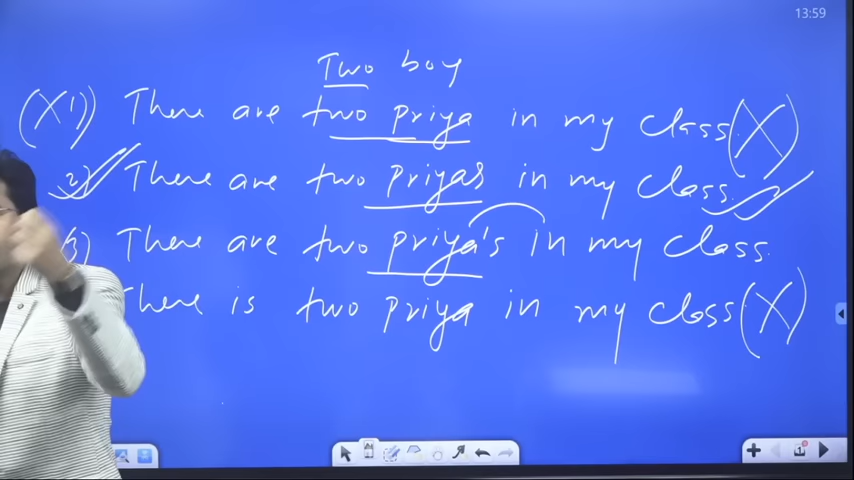 13:59
Two boy
(X1)) There are two priya in my class. (X)
2) There are two priyas in my class.
3) There are two priya's in my class.
There is two priya in my class (X)
1